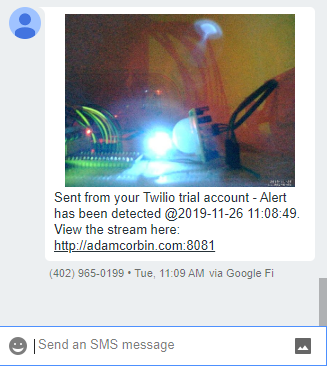 Sent from your Twilio trial account - Alert
has been detected @2019-11-26 11:08:49.
View the stream here:
http://adamcorbin.com:8081
(402) 965-0199 • Tue, 11:09 AM via Google Fi
Send an SMS message